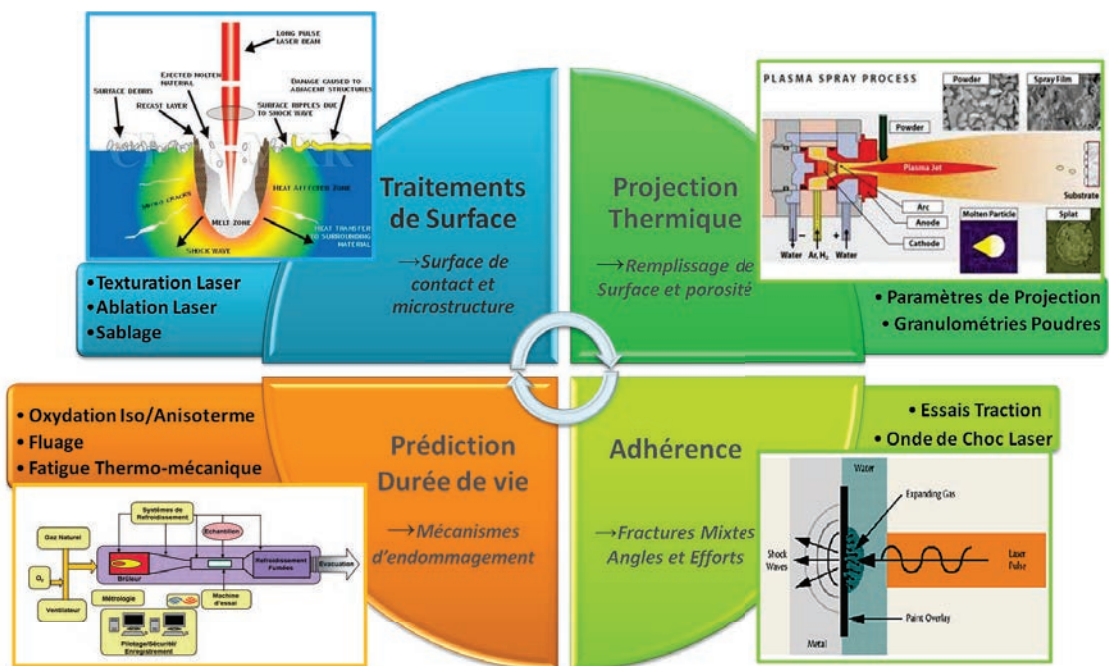 LONG PULSE
LASER BEAM
EJECTED MOLTEN
MATERIAL
DAMAGE CAUSED TO
ADJACENT STRUCTURES
SURFACE DEBRIS
RECAST LAYER
SURFACE RIPPLES DUE
TO SHOCK WAVE
MICRO CRACKS
HEAT AFFECTED ZONE
MELT ZONE
HEAT TRANSFER
TO SURROUNDING
MATERIAL
SHOCK WAVE
Traitements
de Surface
→Surface de
contact et
microstructure
•Texturation Laser
•Ablation Laser
•Sablage
Projection
Thermique
→Remplissage de
Surface et porosité
PLASMA SPRAY PROCESS
Powder
Spray Film
Powder
Plasma Jet
Substrate
Arc
Anode
Cathode
Molten Particle
Splat
− +
Water Ar, H₂ Water
• Paramètres de Projection
• Granulométries Poudres
• Oxydation Iso/Anisoterme
• Fluage
• Fatigue Thermo-mécanique
Prédiction
Durée de vie
→Mécanismes
d'endommagement
Systèmes de
Refroidissement
Gaz Naturel
Echantillon
Brûleur
Refroidissement
Fumées
Evacuation
O₂
Ventilateur
Métrologie
Machine
d'essai
Pilotage/Sécurité/
Enregistrement
Adhérence
→Fractures Mixtes
Angles et Efforts
• Essais Traction
• Onde de Choc Laser
Water
Expanding Gas
Shock
Waves
Laser
Pulse
Paint Overlay
Metal